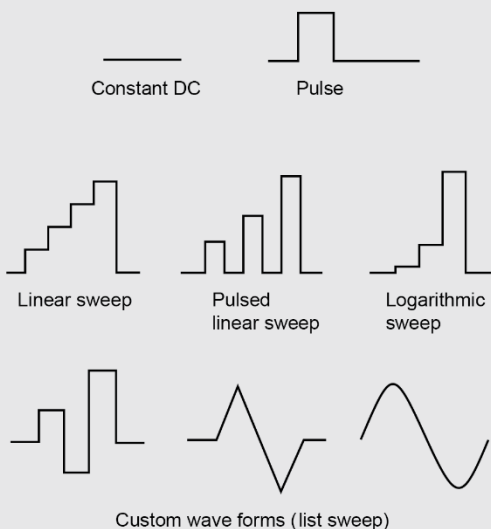 Constant DC
Pulse
Linear sweep
Pulsed
linear sweep
Logarithmic
sweep
Custom wave forms (list sweep)